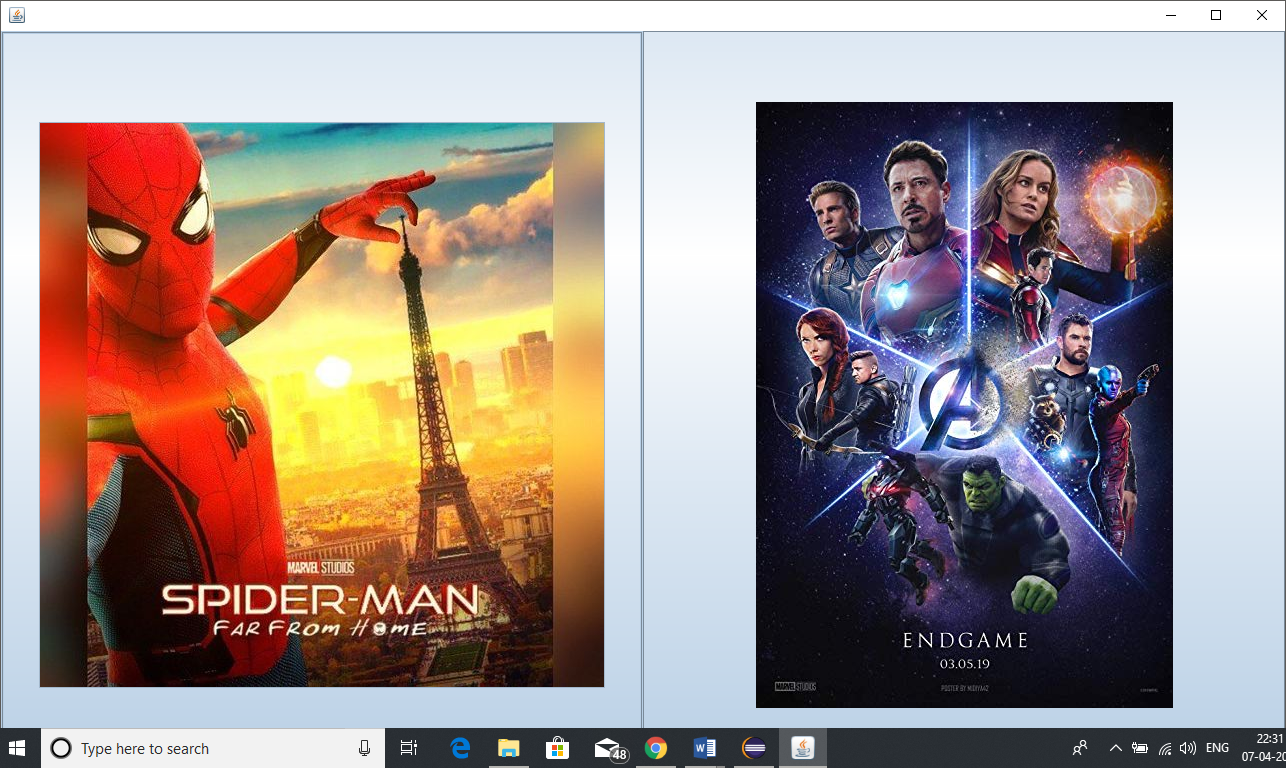 MARVEL STUDIOS
SPIDER-MAN
FAR FROM HOME
ENDGAME
03.05.19
MARVEL STUDIOS
POSTER BY MIDIYA42
Type here to search
48
ENG
22:31
07-04-20